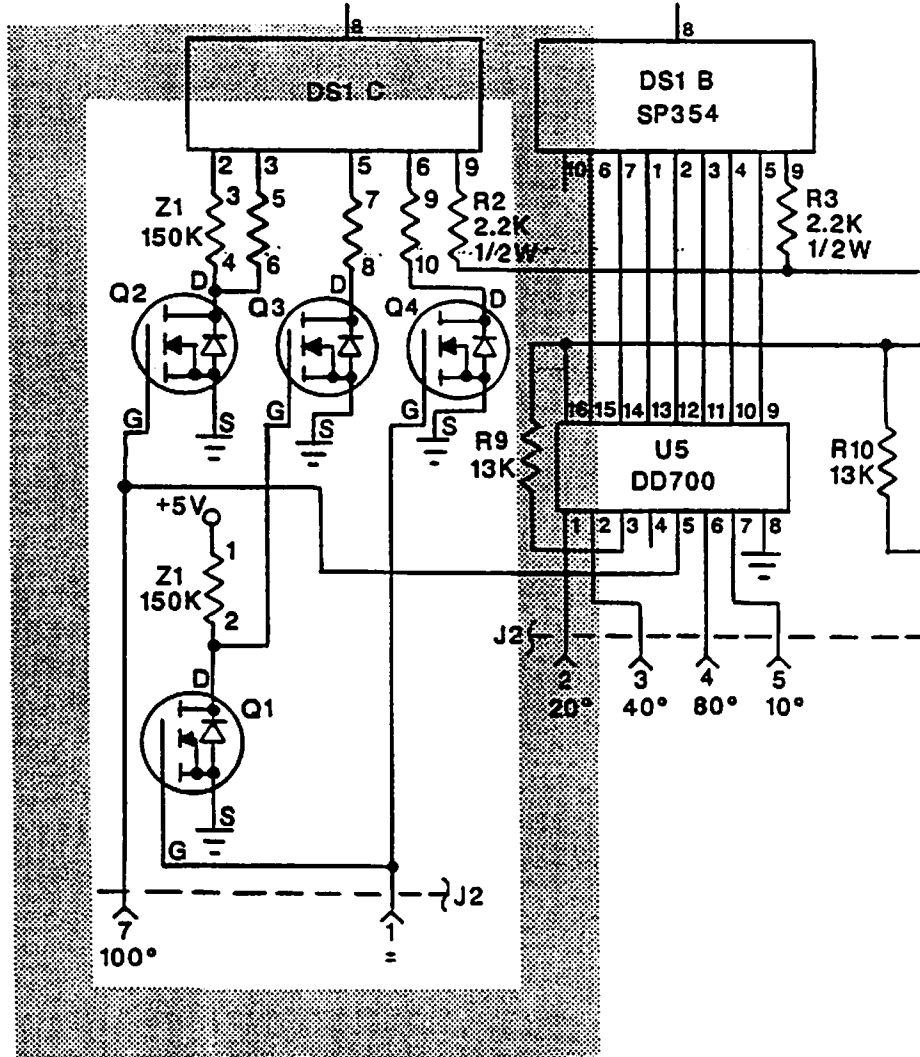 8
8
DS1 C
DS1 B
SP354
2 3 5 6 9
10 6 7 1 2 3 4 5 9
Z1
150K
3
4
5
6
7
8
9
10
R2
2.2K
1/2W
R3
2.2K
1/2W
Q2
D
Q3
D
Q4
D
G
S
G
S
G
S
16 15 14 13 12 11 10 9
R9
13K
U5
DD700
R10
13K
1 2 3 4 5 6 7 8
+5V
Z1
150K
1
2
J2
2
20°
3
40°
4
80°
5
10°
D
Q1
S
G
J2
7
100°
1
=